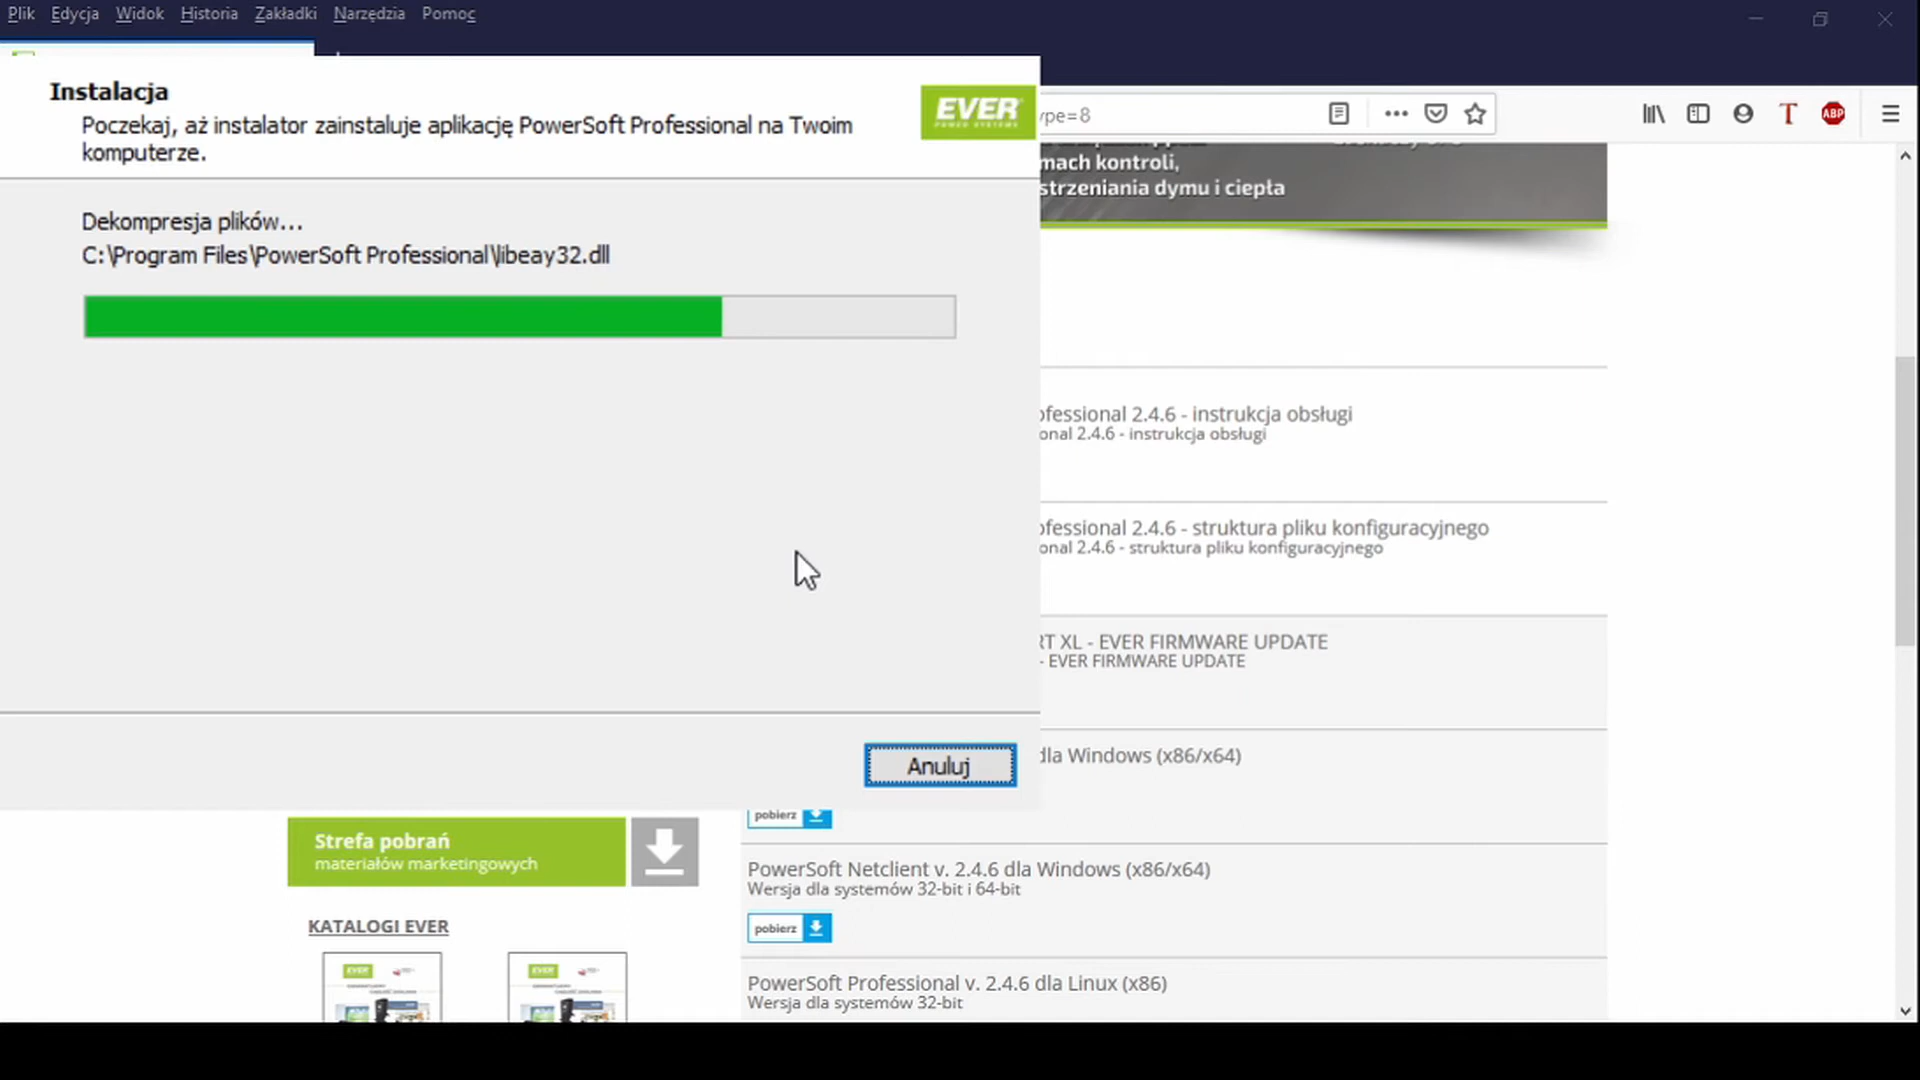 Plik Edycja Widok Historia Zakładki Narzędzia Pomoc
Instalacja
Poczekaj, aż instalator zainstaluje aplikację PowerSoft Professional na Twoim
komputerze.
EVER
POWER SYSTEMS
Dekompresja plików...
C:\Program Files\PowerSoft Professional\libeay32.dll
Anuluj
ype=8
T
ABP
mach kontroli,
strzeniania dymu i ciepła
ofessional 2.4.6 - instrukcja obsługi
onal 2.4.6 - instrukcja obsługi
ofessional 2.4.6 - struktura pliku konfiguracyjnego
onal 2.4.6 - struktura pliku konfiguracyjnego
RT XL - EVER FIRMWARE UPDATE
- EVER FIRMWARE UPDATE
dla Windows (x86/x64)
pobierz
PowerSoft Netclient v. 2.4.6 dla Windows (x86/x64)
Wersja dla systemów 32-bit i 64-bit
pobierz
PowerSoft Professional v. 2.4.6 dla Linux (x86)
Wersja dla systemów 32-bit
Strefa pobrań
materiałów marketingowych
KATALOGI EVER
EVER
EVER